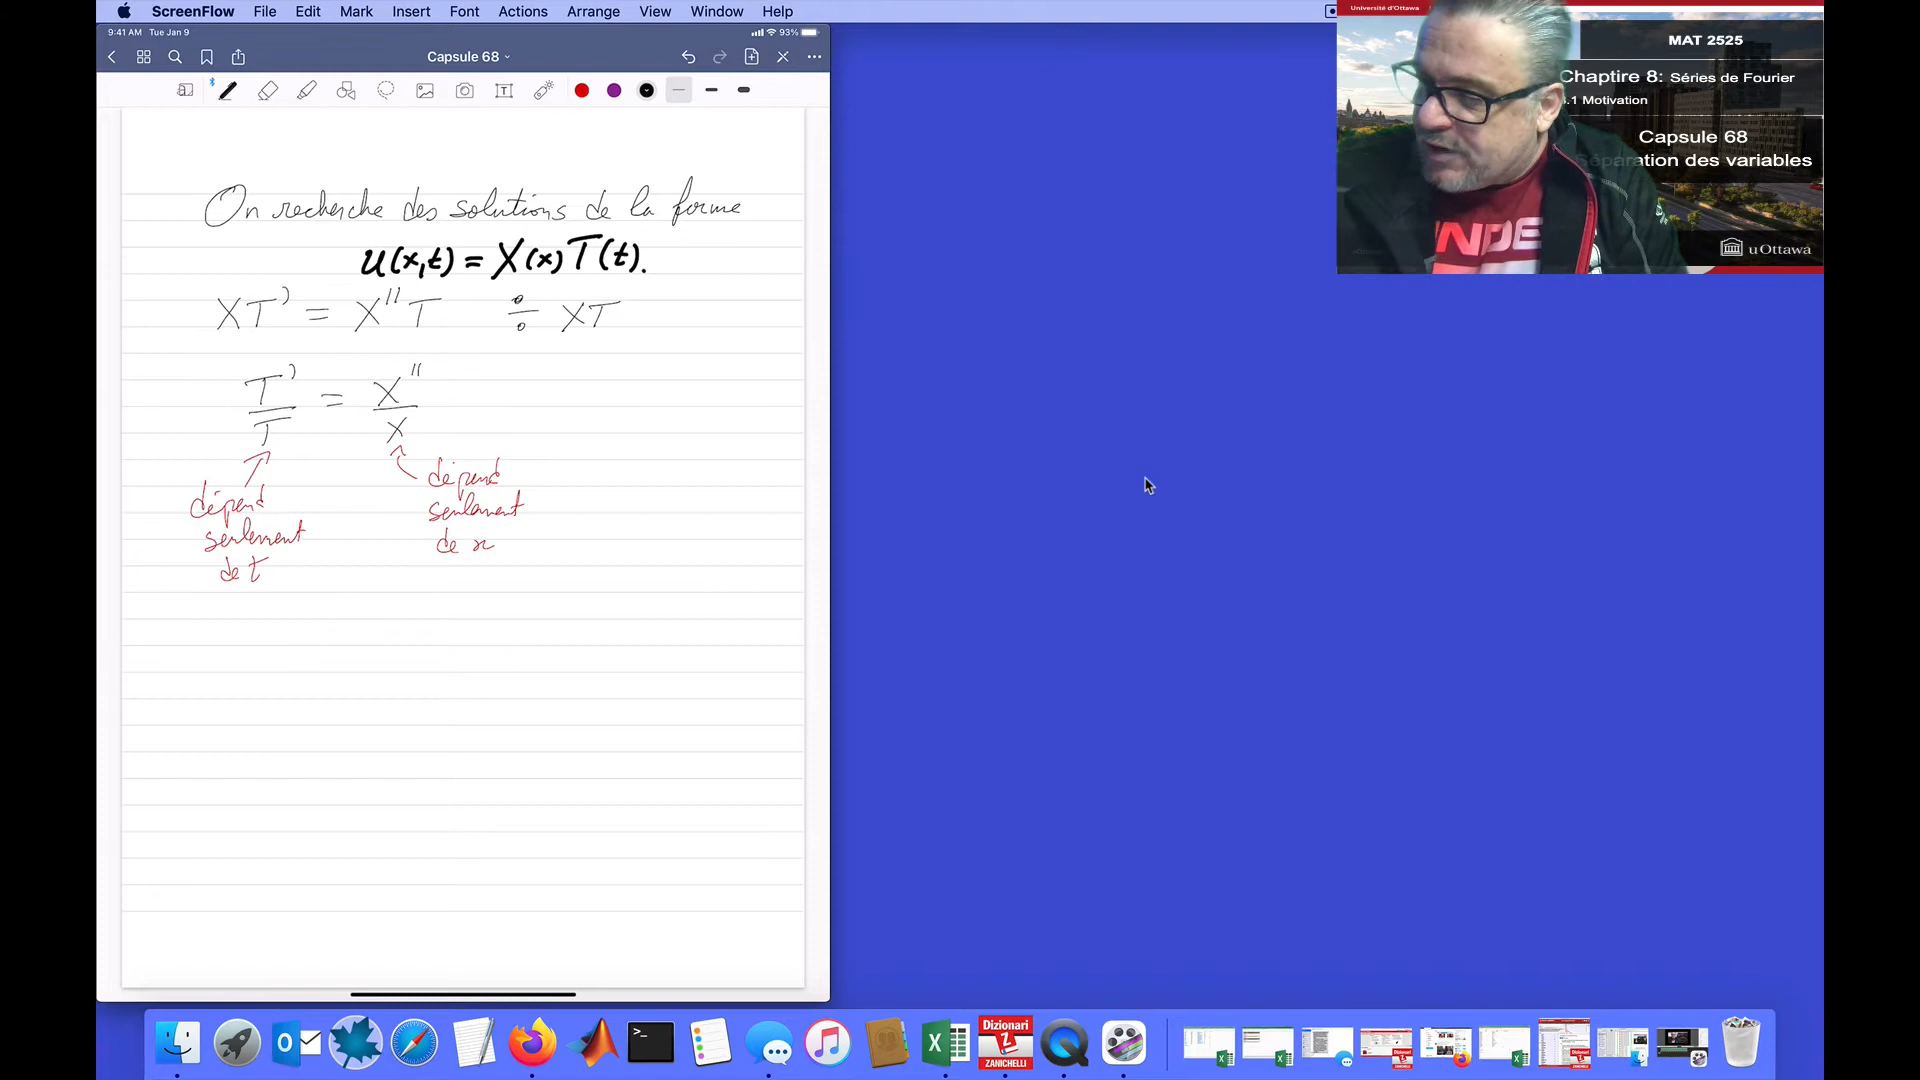 ScreenFlow File Edit Mark Insert Font Actions Arrange View Window Help
9:41 AM Tue Jan 9
93%
Capsule 68
On recherche des solutions de la forme
u(x,t) = X(x)T(t).
XT' = X''T ÷ XT
T'/T = X''/X
dépend
seulement
de t
dépend
seulement
de x
Université d'Ottawa
MAT 2525
Chaptire 8: Séries de Fourier
.1 Motivation
Capsule 68
Séparation des variables
uOttawa
INDE
Dizionari
Z
ZANICHELLI